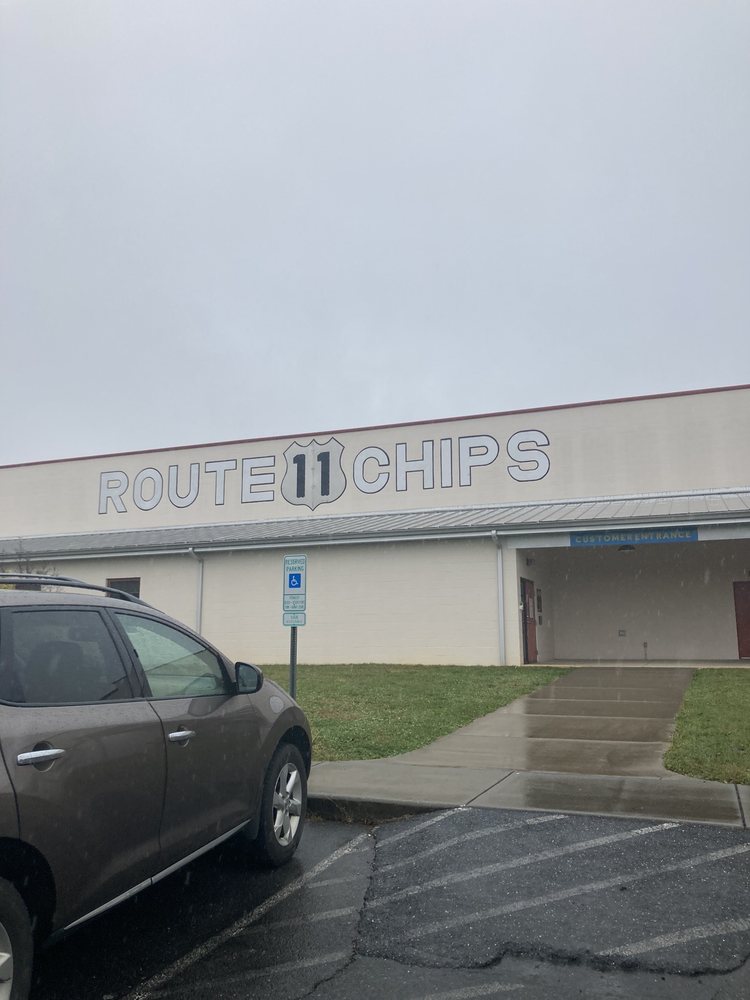 ROUTE 11 CHIPS
CUSTOMER ENTRANCE
RESERVED
PARKING